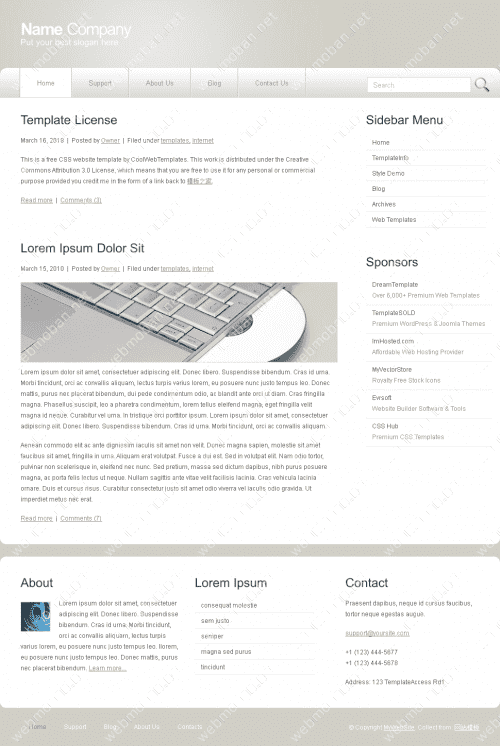 Name Company
Put your best slogan here
Home
Support
About Us
Blog
Contact Us
Search
Template License
March 16, 2010 | Posted by Owner | Filed under templates, internet
This is a free CSS website template by CoolWebTemplates. This work is distributed under the Creative
Commons Attribution 3.0 License, which means that you are free to use it for any personal or commercial
purpose provided you credit me in the form of a link back to 模板之家.
Read more | Comments (3)
Lorem Ipsum Dolor Sit
March 15, 2010 | Posted by Owner | Filed under templates, internet
Lorem ipsum dolor sit amet, consectetuer adipiscing elit. Donec libero. Suspendisse bibendum. Cras id urna.
Morbi tincidunt, orci ac convallis aliquam, lectus turpis varius lorem, eu posuere nunc justo tempus leo. Donec
mattis, purus nec placerat bibendum, dui pede condimentum odio, ac blandit ante orci ut diam. Cras fringilla
magna. Phasellus suscipit, leo a pharetra condimentum, lorem tellus eleifend magna, eget fringilla velit
magna id neque. Curabitur vel urna. In tristique orci porttitor ipsum. Lorem ipsum dolor sit amet, consectetuer
adipiscing elit. Donec libero. Suspendisse bibendum. Cras id urna. Morbi tincidunt, orci ac convallis aliquam.
Aenean commodo elit ac ante dignissim iaculis sit amet non velit. Donec magna sapien, molestie sit amet
faucibus sit amet, fringilla in urna. Aliquam erat volutpat. Fusce a dui est. Sed in volutpat elit. Nam odio tortor,
pulvinar non scelerisque in, eleifend nec nunc. Sed pretium, massa sed dictum dapibus, nibh purus posuere
magna, ac porta felis lectus ut neque. Nullam sagittis ante vitae velit facilisis lacinia. Cras vehicula lacinia
ornare. Duis et cursus risus. Curabitur consectetur justo sit amet odio viverra vel iaculis odio gravida. Ut
imperdiet metus nec erat.
Read more | Comments (7)
Sidebar Menu
Home
TemplateInfo
Style Demo
Blog
Archives
Web Templates
Sponsors
DreamTemplate
Over 6,000+ Premium Web Templates
TemplateSOLD
Premium WordPress & Joomla Themes
ImHosted.com
Affordable Web Hosting Provider
MyVectorStore
Royalty Free Stock Icons
Evrsoft
Website Builder Software & Tools
CSS Hub
Premium CSS Templates
About
Lorem ipsum dolor sit amet, consectetuer
adipiscing elit. Donec libero. Suspendisse
bibendum. Cras id urna. Morbi tincidunt,
orci ac convallis aliquam, lectus turpis
varius lorem, eu posuere nunc justo tempus leo. lorem,
eu posuere nunc justo tempus leo. Donec mattis, purus
nec placerat bibendum. Learn more...
Lorem Ipsum
consequat molestie
sem justo
semper
magna sed purus
tincidunt
Contact
Praesent dapibus, neque id cursus faucibus,
tortor neque egestas augue.
support@yoursite.com
+1 (123) 444-5677
+1 (123) 444-5678
Address: 123 TemplateAccess Rd1
Home
Support
Blog
About Us
Contacts
© Copyright MyWebSite. Collect from 网站模板
webmoban.net